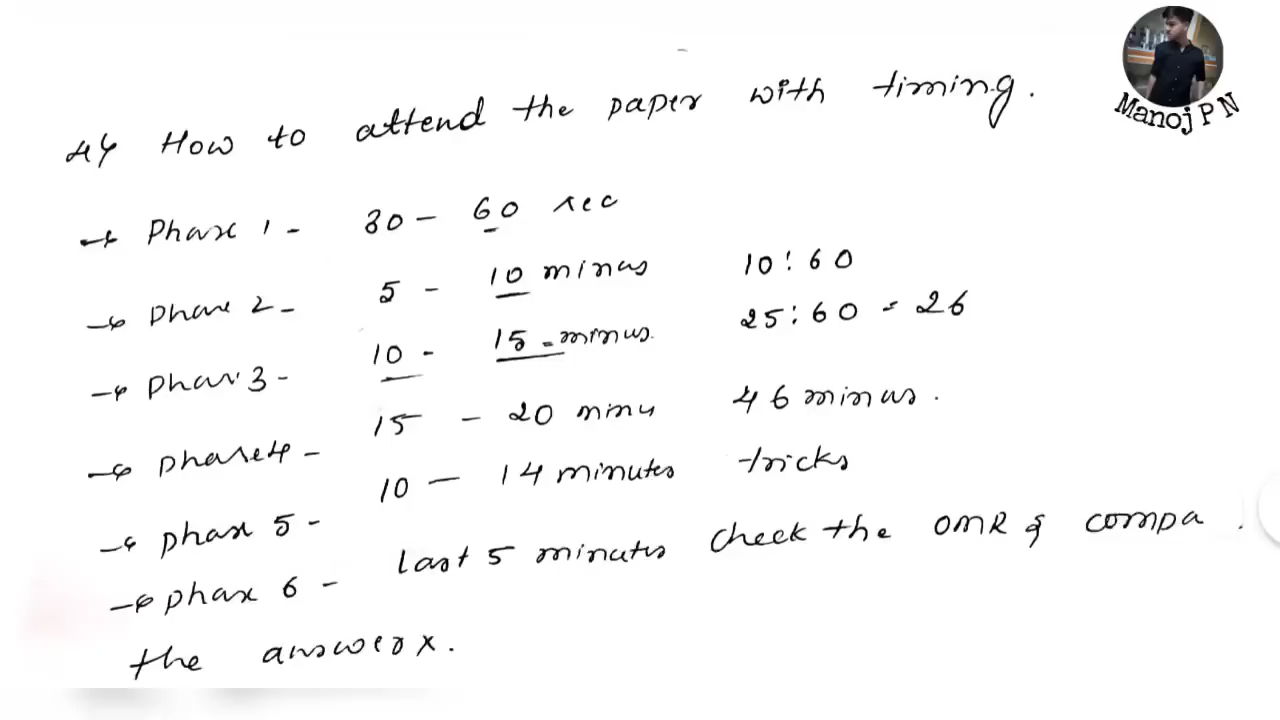 4) How to attend the paper with timing.
Manoj P N
→ Phase 1 - 30 - 60 sec
→ Phase 2 - 5 - 10 minus 10:60
→ Phase 3 - 10 - 15 - minus. 25:60 = 26
→ phase 4 - 15 - 20 minu 46 minus.
→ phase 5 - 10 — 14 minutes tricks
→ phase 6 - last 5 minutes check the OMR & compa
the answers.